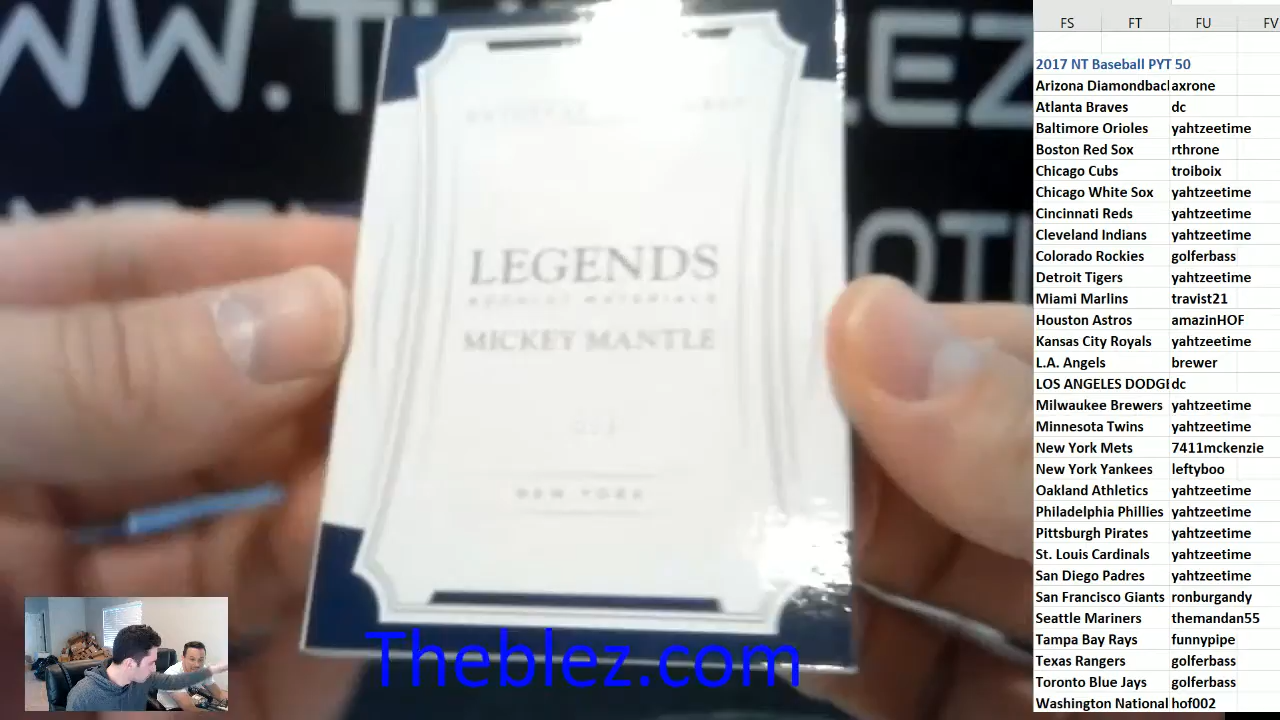 WW.THEBLEZ
LEGENDS
BOOKLET MATERIALS
MICKEY MANTLE
NEW YORK
Theblez.com
FS FT FU FV
2017 NT Baseball PYT 50
Arizona Diamondbac axrone
Atlanta Braves dc
Baltimore Orioles yahtzeetime
Boston Red Sox rthrone
Chicago Cubs troiboix
Chicago White Sox yahtzeetime
Cincinnati Reds yahtzeetime
Cleveland Indians yahtzeetime
Colorado Rockies golferbass
Detroit Tigers yahtzeetime
Miami Marlins travist21
Houston Astros amazinHOF
Kansas City Royals yahtzeetime
L.A. Angels brewer
LOS ANGELES DODGE dc
Milwaukee Brewers yahtzeetime
Minnesota Twins yahtzeetime
New York Mets 7411mckenzie
New York Yankees leftyboo
Oakland Athletics yahtzeetime
Philadelphia Phillies yahtzeetime
Pittsburgh Pirates yahtzeetime
St. Louis Cardinals yahtzeetime
San Diego Padres yahtzeetime
San Francisco Giants ronburgandy
Seattle Mariners themandan55
Tampa Bay Rays funnypipe
Texas Rangers golferbass
Toronto Blue Jays golferbass
Washington National hof002